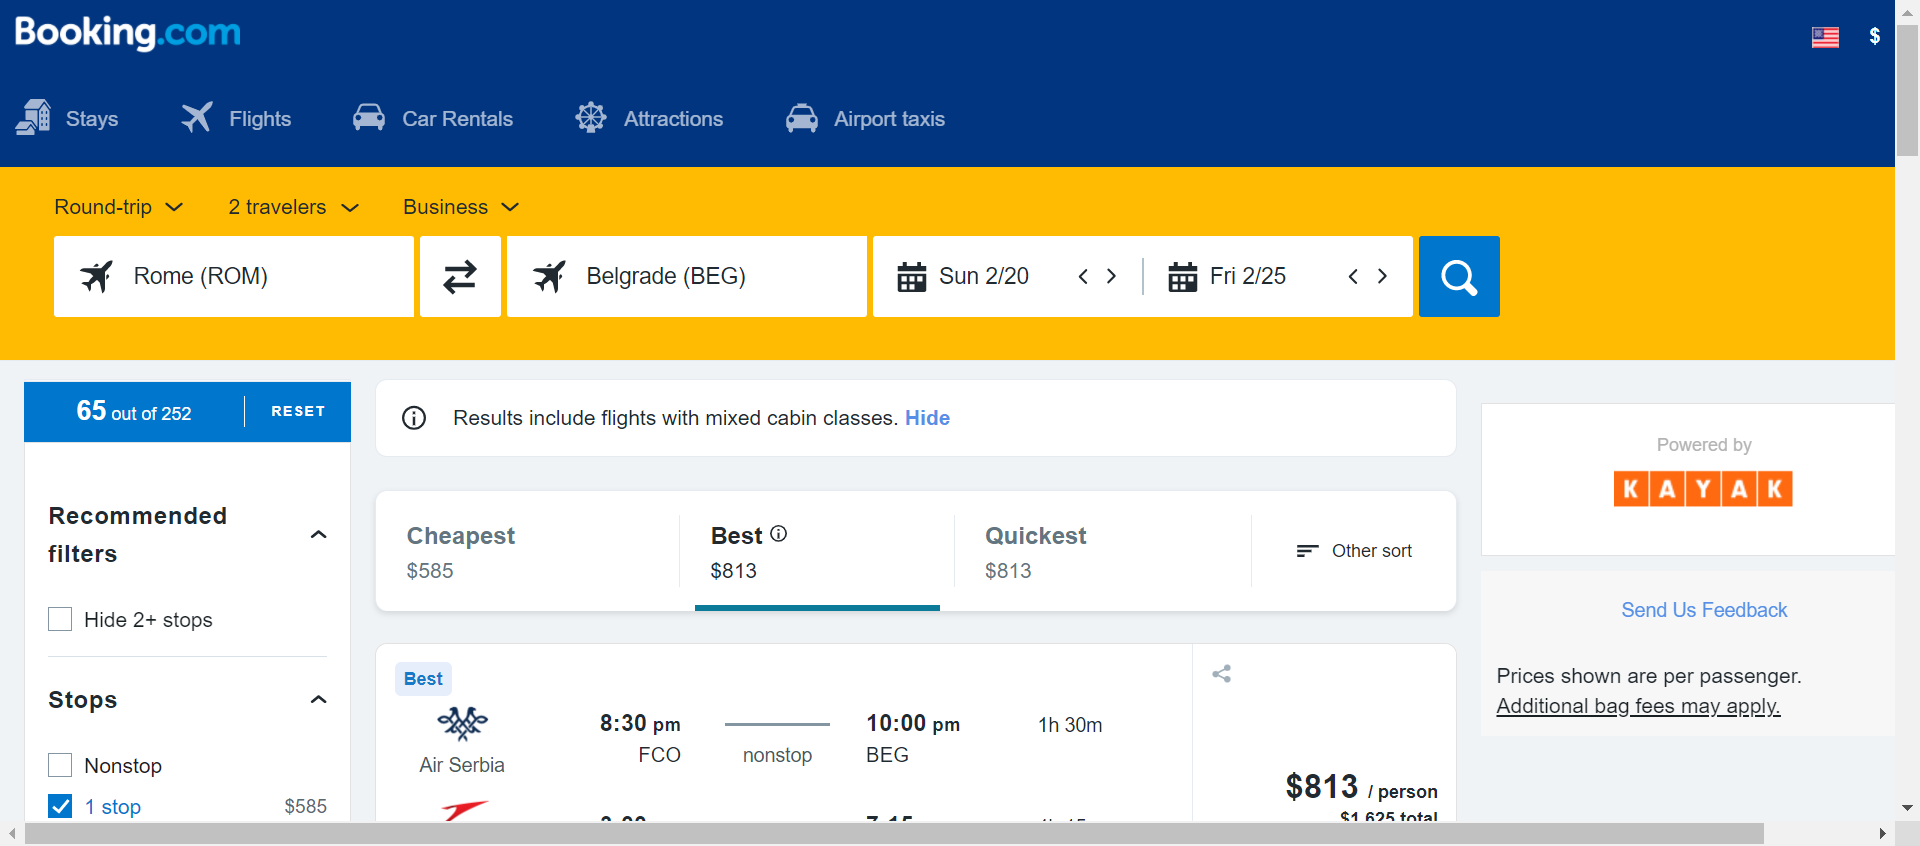 Booking.com
$
Stays
Flights
Car Rentals
Attractions
Airport taxis
Round-trip
2 travelers
Business
Rome (ROM)
Belgrade (BEG)
Sun 2/20
Fri 2/25
65 out of 252
RESET
Results include flights with mixed cabin classes. Hide
Powered by
KAYAK
Recommended
filters
Hide 2+ stops
Stops
Nonstop
1 stop
$585
Cheapest
$585
Best
$813
Quickest
$813
Other sort
Send Us Feedback
Prices shown are per passenger.
Additional bag fees may apply.
Best
Air Serbia
8:30 pm
FCO
nonstop
10:00 pm
BEG
1h 30m
$813 / person
$1,625 total